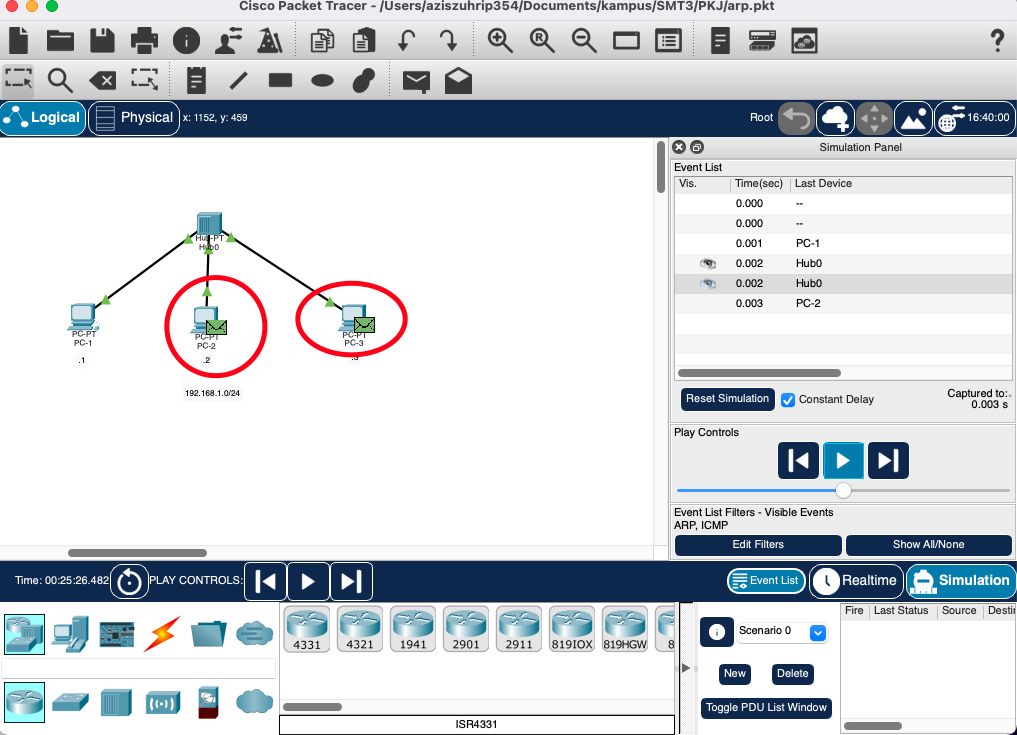 Cisco Packet Tracer - /Users/aziszuhrip354/Documents/kampus/SMT3/PKJ/arp.pkt
Logical
Physical
x: 1152, y: 459
Root
16:40:00
Simulation Panel
Event List
Vis.
Time(sec)
Last Device
0.000
--
0.000
--
0.001
PC-1
0.002
Hub0
0.002
Hub0
0.003
PC-2
Hub-PT
Hub0
PC-PT
PC-1
.1
PC-PT
PC-2
.2
PC-PT
PC-3
192.168.1.0/24
Reset Simulation
Constant Delay
Captured to:
0.003 s
Play Controls
Event List Filters - Visible Events
ARP, ICMP
Edit Filters
Show All/None
Time: 00:25:26.482
PLAY CONTROLS:
Event List
Realtime
Simulation
4331
4321
1941
2901
2911
819IOX
819HGW
8
ISR4331
Scenario 0
New
Delete
Toggle PDU List Window
Fire
Last Status
Source
Desti